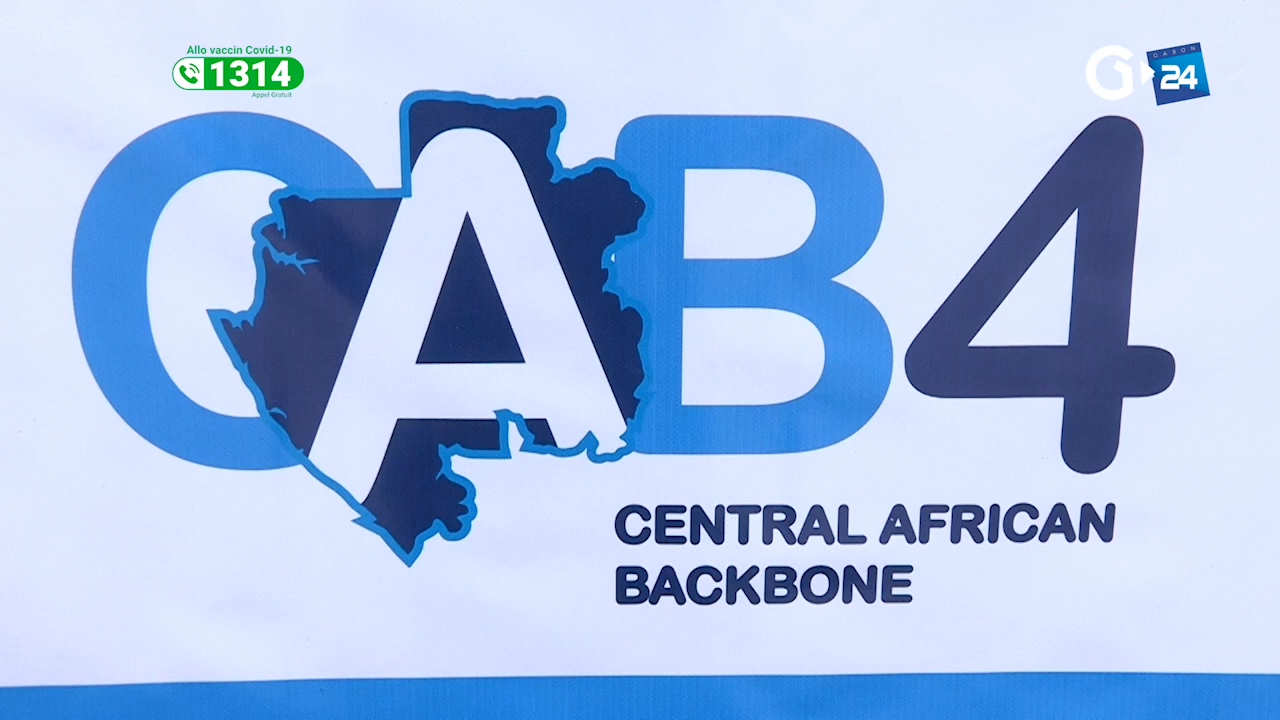 Allo vaccin Covid-19
1314
Appel Gratuit
GABON
G 24
CAB4
CENTRAL AFRICAN
BACKBONE